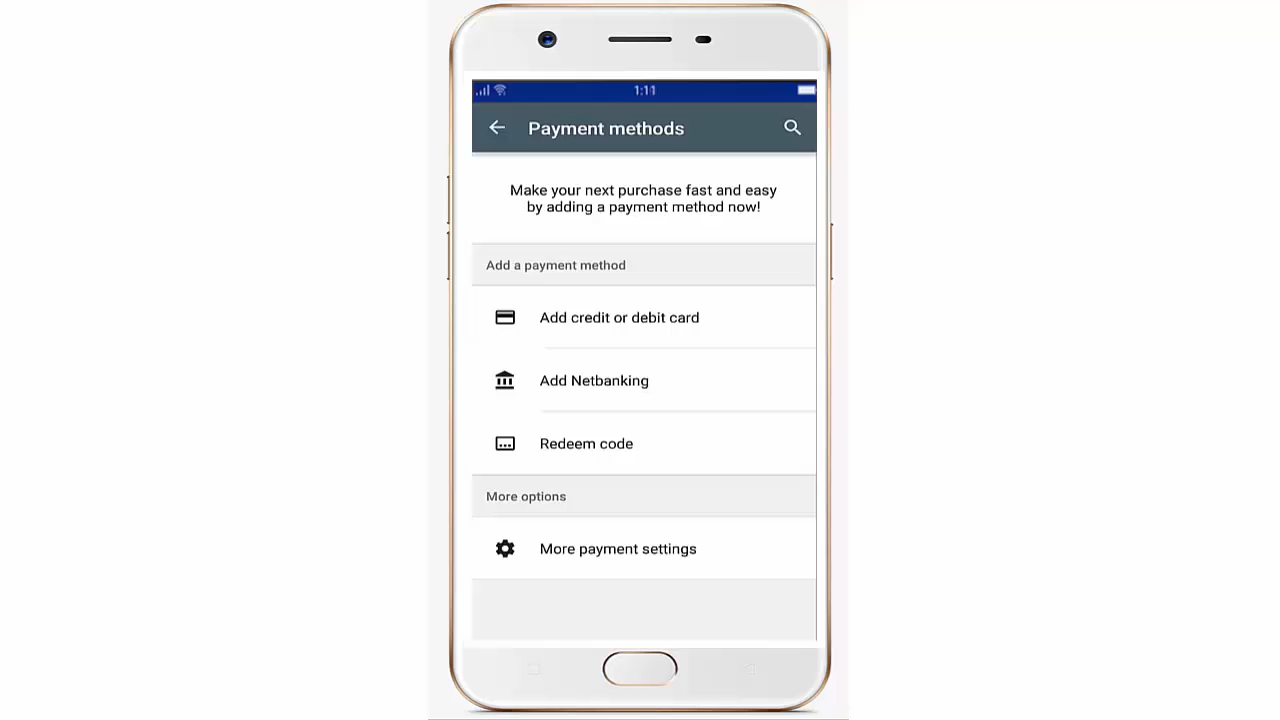 1:11
Payment methods
Make your next purchase fast and easy
by adding a payment method now!
Add a payment method
Add credit or debit card
Add Netbanking
Redeem code
More options
More payment settings